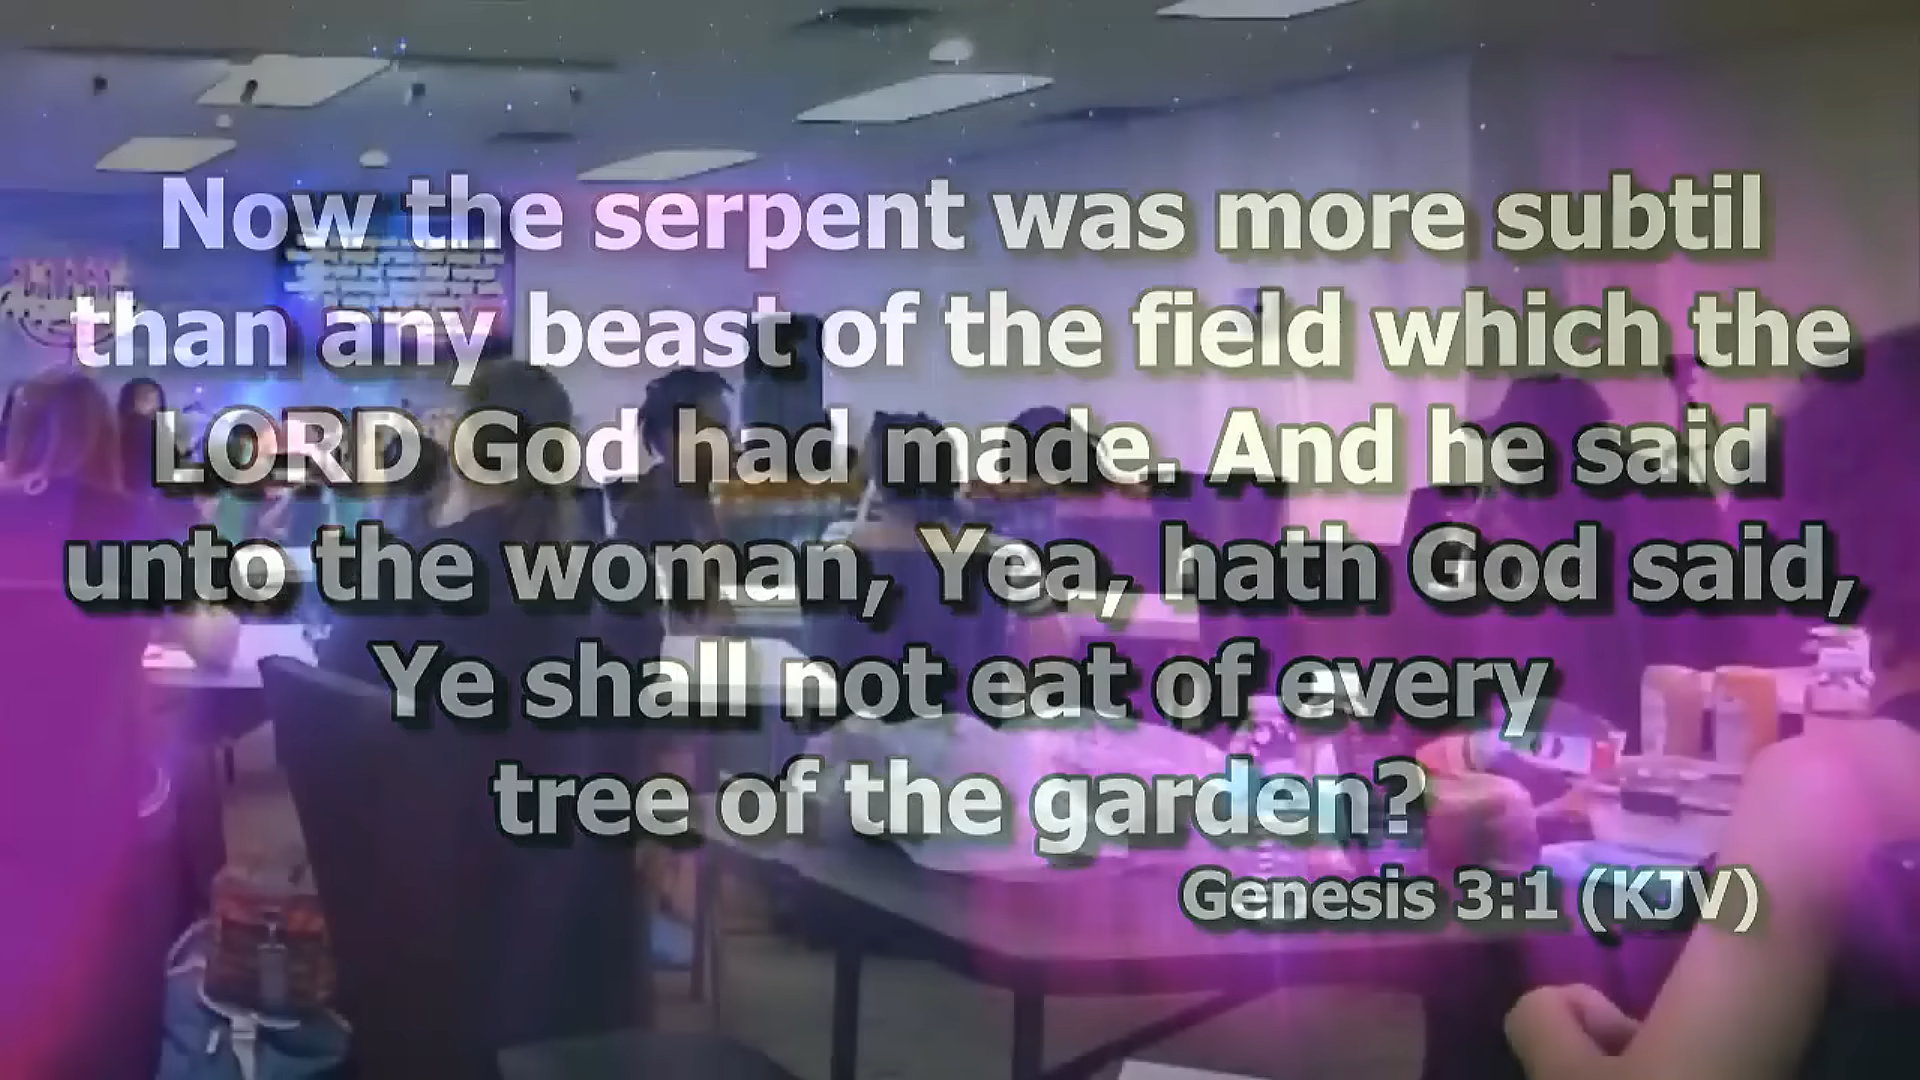 Now the serpent was more subtil
than any beast of the field which the
LORD God had made. And he said
unto the woman, Yea, hath God said,
Ye shall not eat of every
tree of the garden?
Genesis 3:1 (KJV)